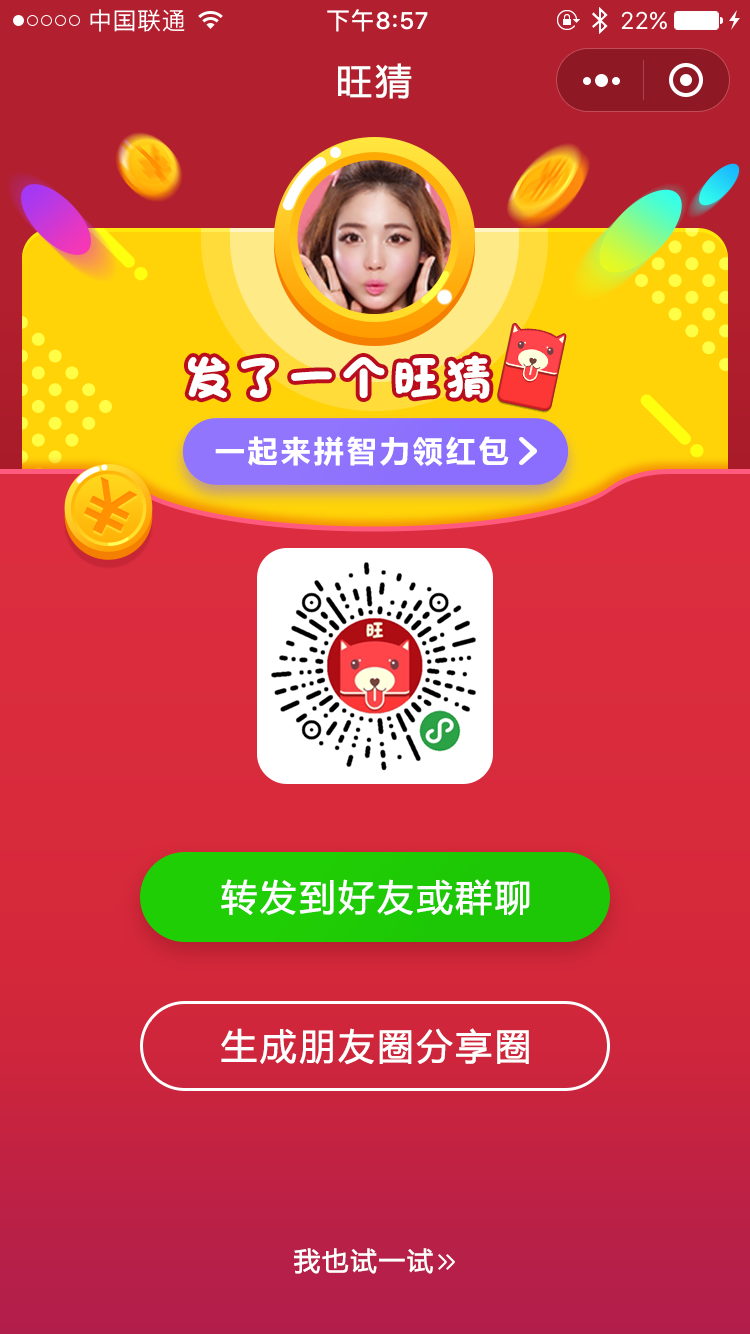 中国联通
下午8:57
22%
旺猜
发了一个旺猜
一起来拼智力领红包
旺
转发到好友或群聊
生成朋友圈分享圈
我也试一试»